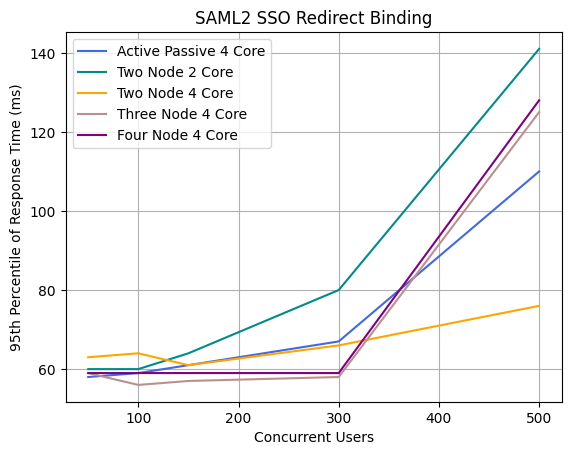 SAML2 SSO Redirect Binding
95th Percentile of Response Time (ms)
140
120
100
80
60
Active Passive 4 Core
Two Node 2 Core
Two Node 4 Core
Three Node 4 Core
Four Node 4 Core
100
200
300
400
500
Concurrent Users